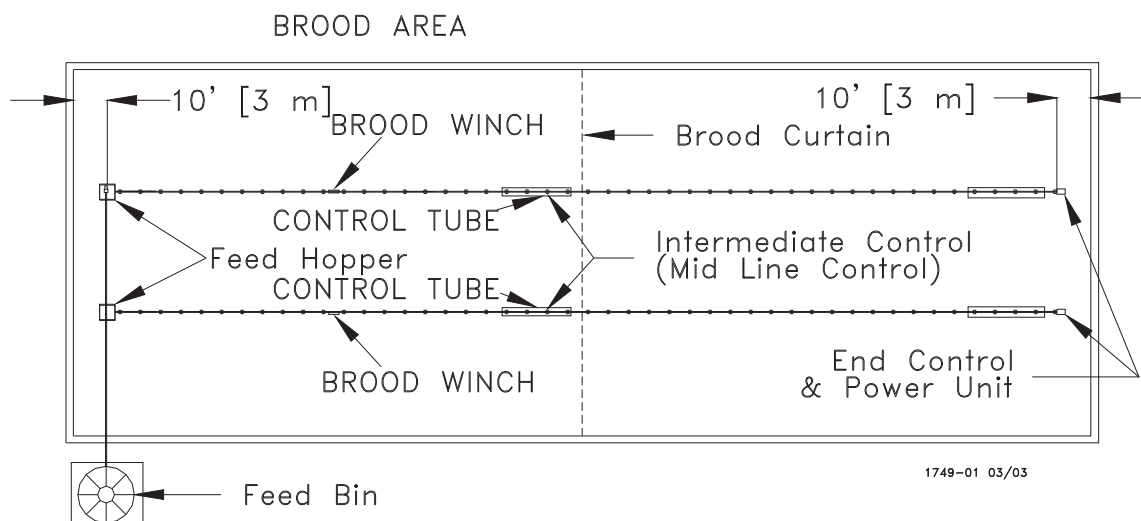 BROOD AREA
10' [3 m]
10' [3 m]
BROOD WINCH
Brood Curtain
CONTROL TUBE
Feed Hopper
Intermediate Control
(Mid Line Control)
CONTROL TUBE
BROOD WINCH
End Control
& Power Unit
1749-01 03/03
Feed Bin